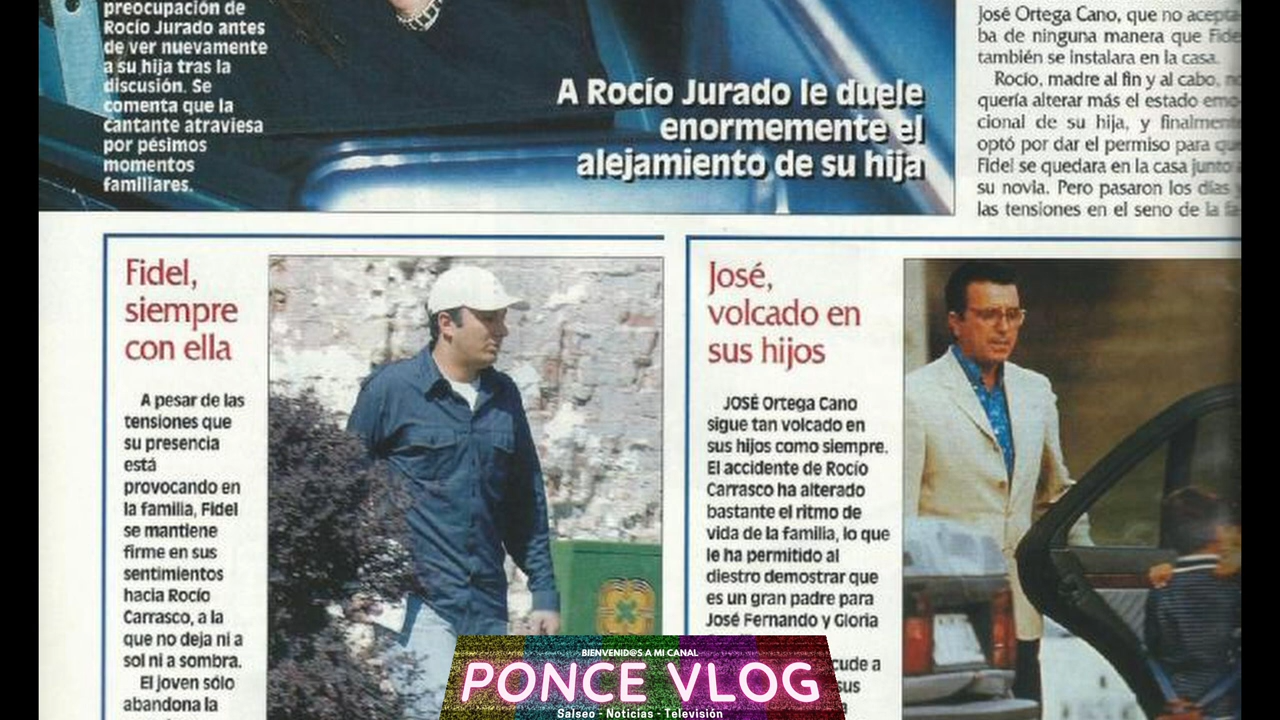 preocupación de
Rocío Jurado antes
de ver nuevamente
a su hija tras la
discusión. Se
comenta que la
cantante atraviesa
por pésimos
momentos
familiares.
A Rocío Jurado le duele
enormemente el
alejamiento de su hija
José Ortega Cano, que no acepta-
ba de ninguna manera que Fidel
también se instalara en la casa.
Rocío, madre al fin y al cabo, no
quería alterar más el estado emo-
cional de su hija, y finalmente
optó por dar el permiso para que
Fidel se quedara en la casa junto a
su novia. Pero pasaron los días y
las tensiones en el seno de la fa-
Fidel,
siempre
con ella
A pesar de las
tensiones que
su presencia
está
provocando en
la familia, Fidel
se mantiene
firme en sus
sentimientos
hacia Rocío
Carrasco, a la
que no deja ni a
sol ni a sombra.
El joven sólo
abandona la
José,
volcado en
sus hijos
JOSÉ Ortega Cano
sigue tan volcado en
sus hijos como siempre.
El accidente de Rocío
Carrasco ha alterado
bastante el ritmo de
vida de la familia, lo que
le ha permitido al
diestro demostrar que
es un gran padre para
José Fernando y Gloria
cude a
sus
a
BIENVENID@S A MI CANAL
PONCE VLOG
Salseo - Noticias - Televisión